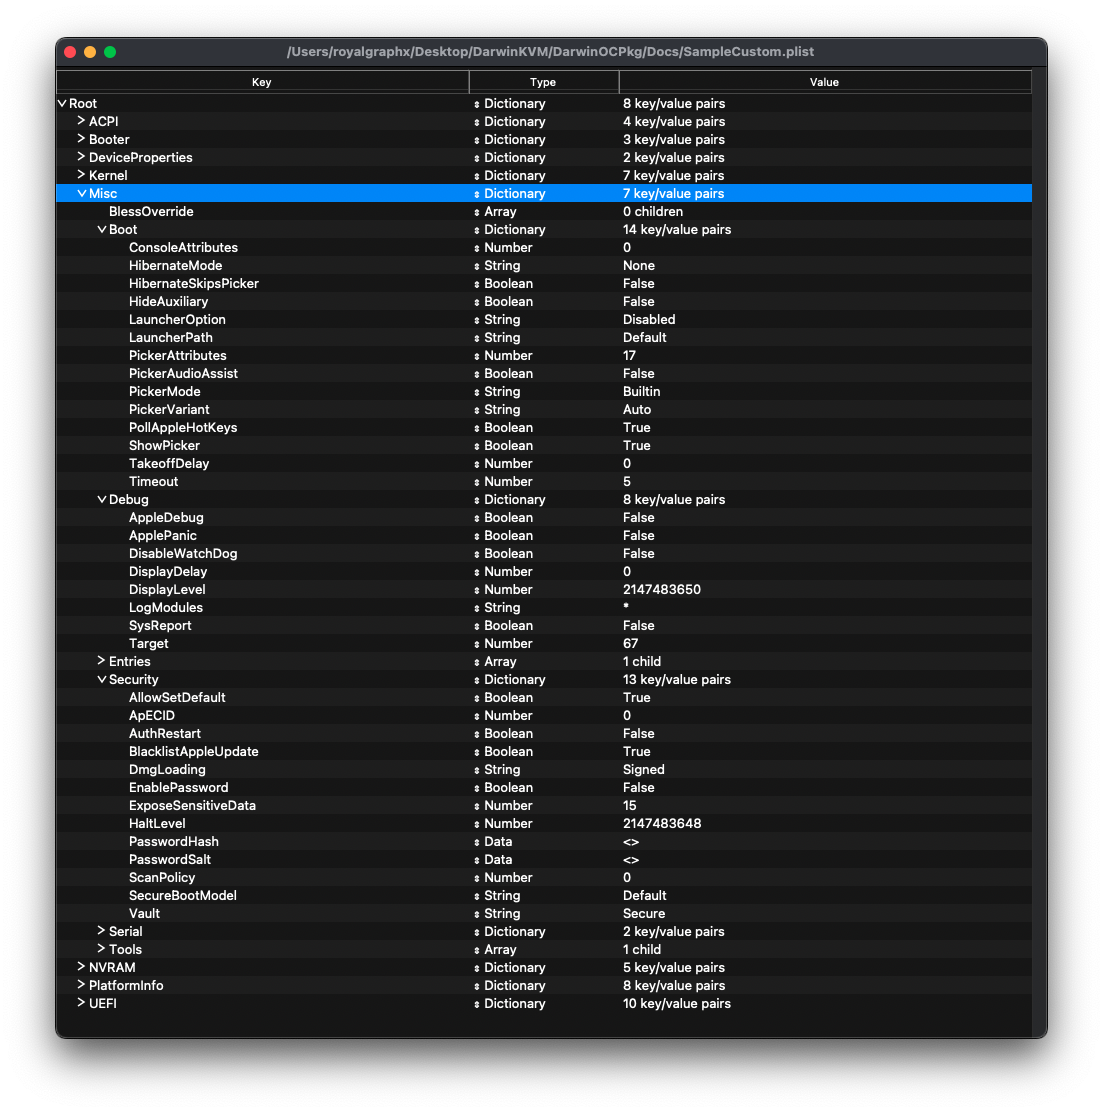 /Users/royalgraphx/Desktop/DarwinKVM/DarwinOCPkg/Docs/SampleCustom.plist
Key Type Value
Root Dictionary 8 key/value pairs
ACPI Dictionary 4 key/value pairs
Booter Dictionary 3 key/value pairs
DeviceProperties Dictionary 2 key/value pairs
Kernel Dictionary 7 key/value pairs
Misc Dictionary 7 key/value pairs
BlessOverride Array 0 children
Boot Dictionary 14 key/value pairs
ConsoleAttributes Number 0
HibernateMode String None
HibernateSkipsPicker Boolean False
HideAuxiliary Boolean False
LauncherOption String Disabled
LauncherPath String Default
PickerAttributes Number 17
PickerAudioAssist Boolean False
PickerMode String Builtin
PickerVariant String Auto
PollAppleHotKeys Boolean True
ShowPicker Boolean True
TakeoffDelay Number 0
Timeout Number 5
Debug Dictionary 8 key/value pairs
AppleDebug Boolean False
ApplePanic Boolean False
DisableWatchDog Boolean False
DisplayDelay Number 0
DisplayLevel Number 2147483650
LogModules String *
SysReport Boolean False
Target Number 67
Entries Array 1 child
Security Dictionary 13 key/value pairs
AllowSetDefault Boolean True
ApECID Number 0
AuthRestart Boolean False
BlacklistAppleUpdate Boolean True
DmgLoading String Signed
EnablePassword Boolean False
ExposeSensitiveData Number 15
HaltLevel Number 2147483648
PasswordHash Data <>
PasswordSalt Data <>
ScanPolicy Number 0
SecureBootModel String Default
Vault String Secure
Serial Dictionary 2 key/value pairs
Tools Array 1 child
NVRAM Dictionary 5 key/value pairs
PlatformInfo Dictionary 8 key/value pairs
UEFI Dictionary 10 key/value pairs